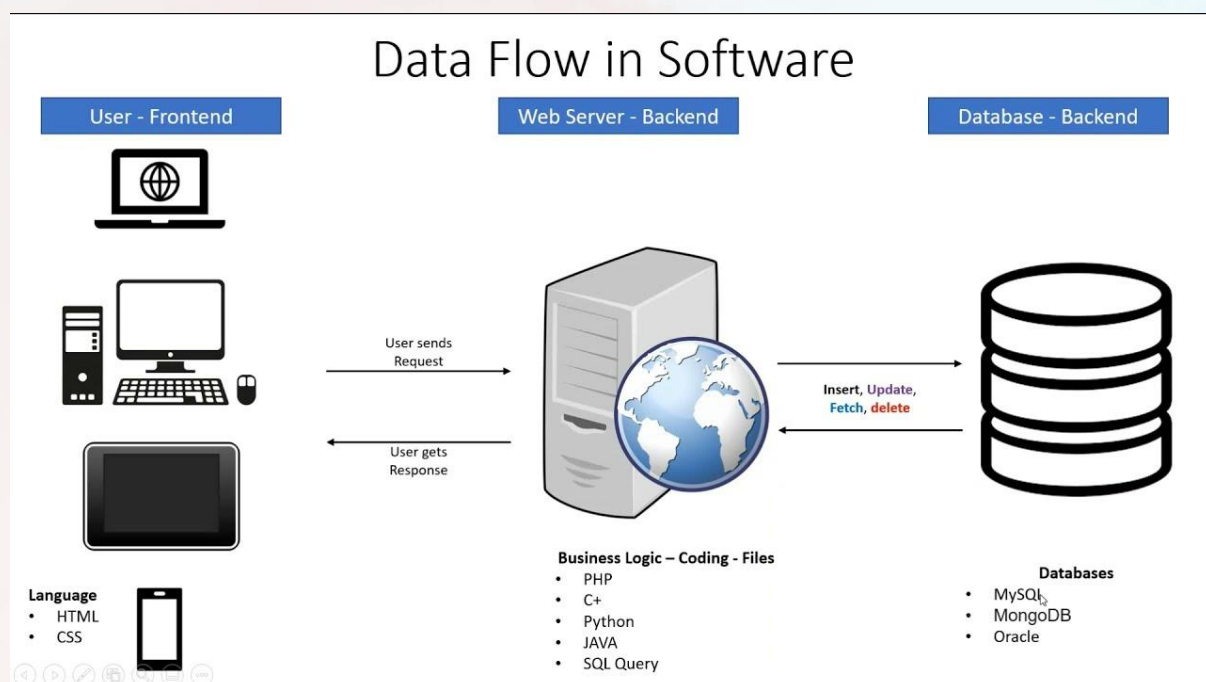 Data Flow in Software
User - Frontend
Web Server - Backend
Database - Backend
User sends
Request
User gets
Response
Insert, Update,
Fetch, delete
Language
• HTML
• CSS
Business Logic – Coding - Files
• PHP
• C+
• Python
• JAVA
• SQL Query
Databases
• MySQL
• MongoDB
• Oracle